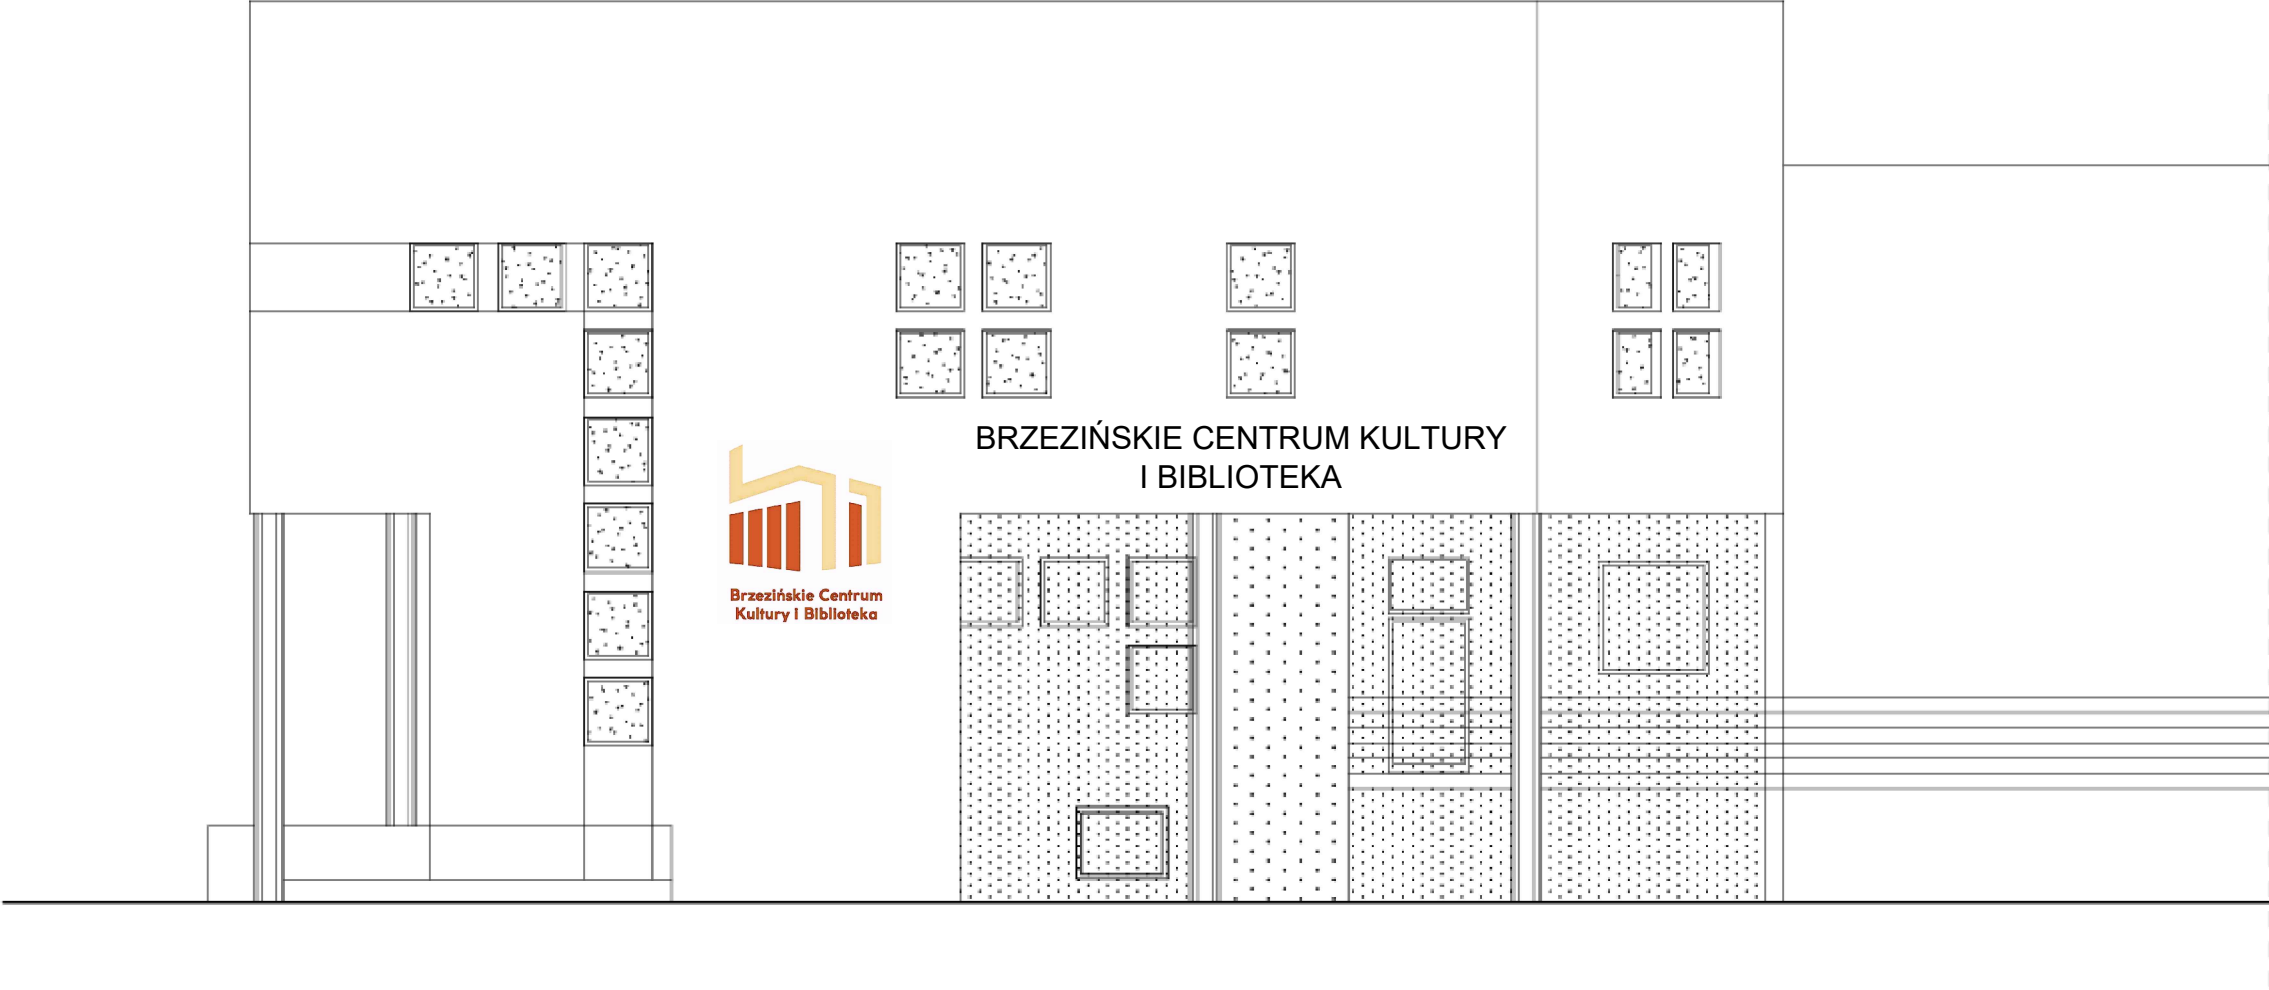 BRZEZIŃSKIE CENTRUM KULTURY
I BIBLIOTEKA
Brzezińskie Centrum
Kultury i Biblioteka